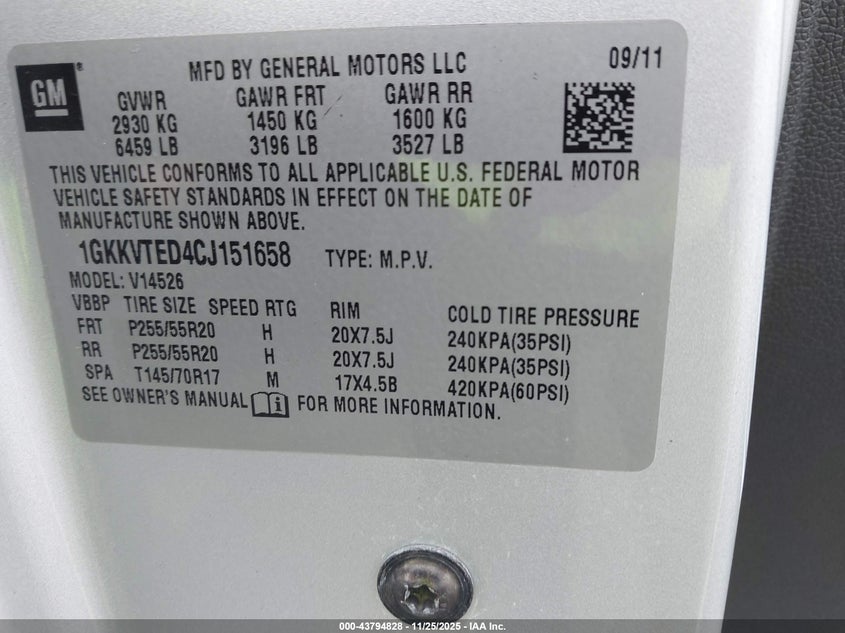 GM ®
MFD BY GENERAL MOTORS LLC 09/11
GVWR GAWR FRT GAWR RR
2930 KG 1450 KG 1600 KG
6459 LB 3196 LB 3527 LB
THIS VEHICLE CONFORMS TO ALL APPLICABLE U.S. FEDERAL MOTOR
VEHICLE SAFETY STANDARDS IN EFFECT ON THE DATE OF
MANUFACTURE SHOWN ABOVE.
1GKKVTED4CJ151658 TYPE: M.P.V.
MODEL: V14526
VBBP TIRE SIZE SPEED RTG RIM COLD TIRE PRESSURE
FRT P255/55R20 H 20X7.5J 240KPA(35PSI)
RR P255/55R20 H 20X7.5J 240KPA(35PSI)
SPA T145/70R17 M 17X4.5B 420KPA(60PSI)
SEE OWNER'S MANUAL FOR MORE INFORMATION.
000-43794828 - 11/25/2025 - IAA Inc.